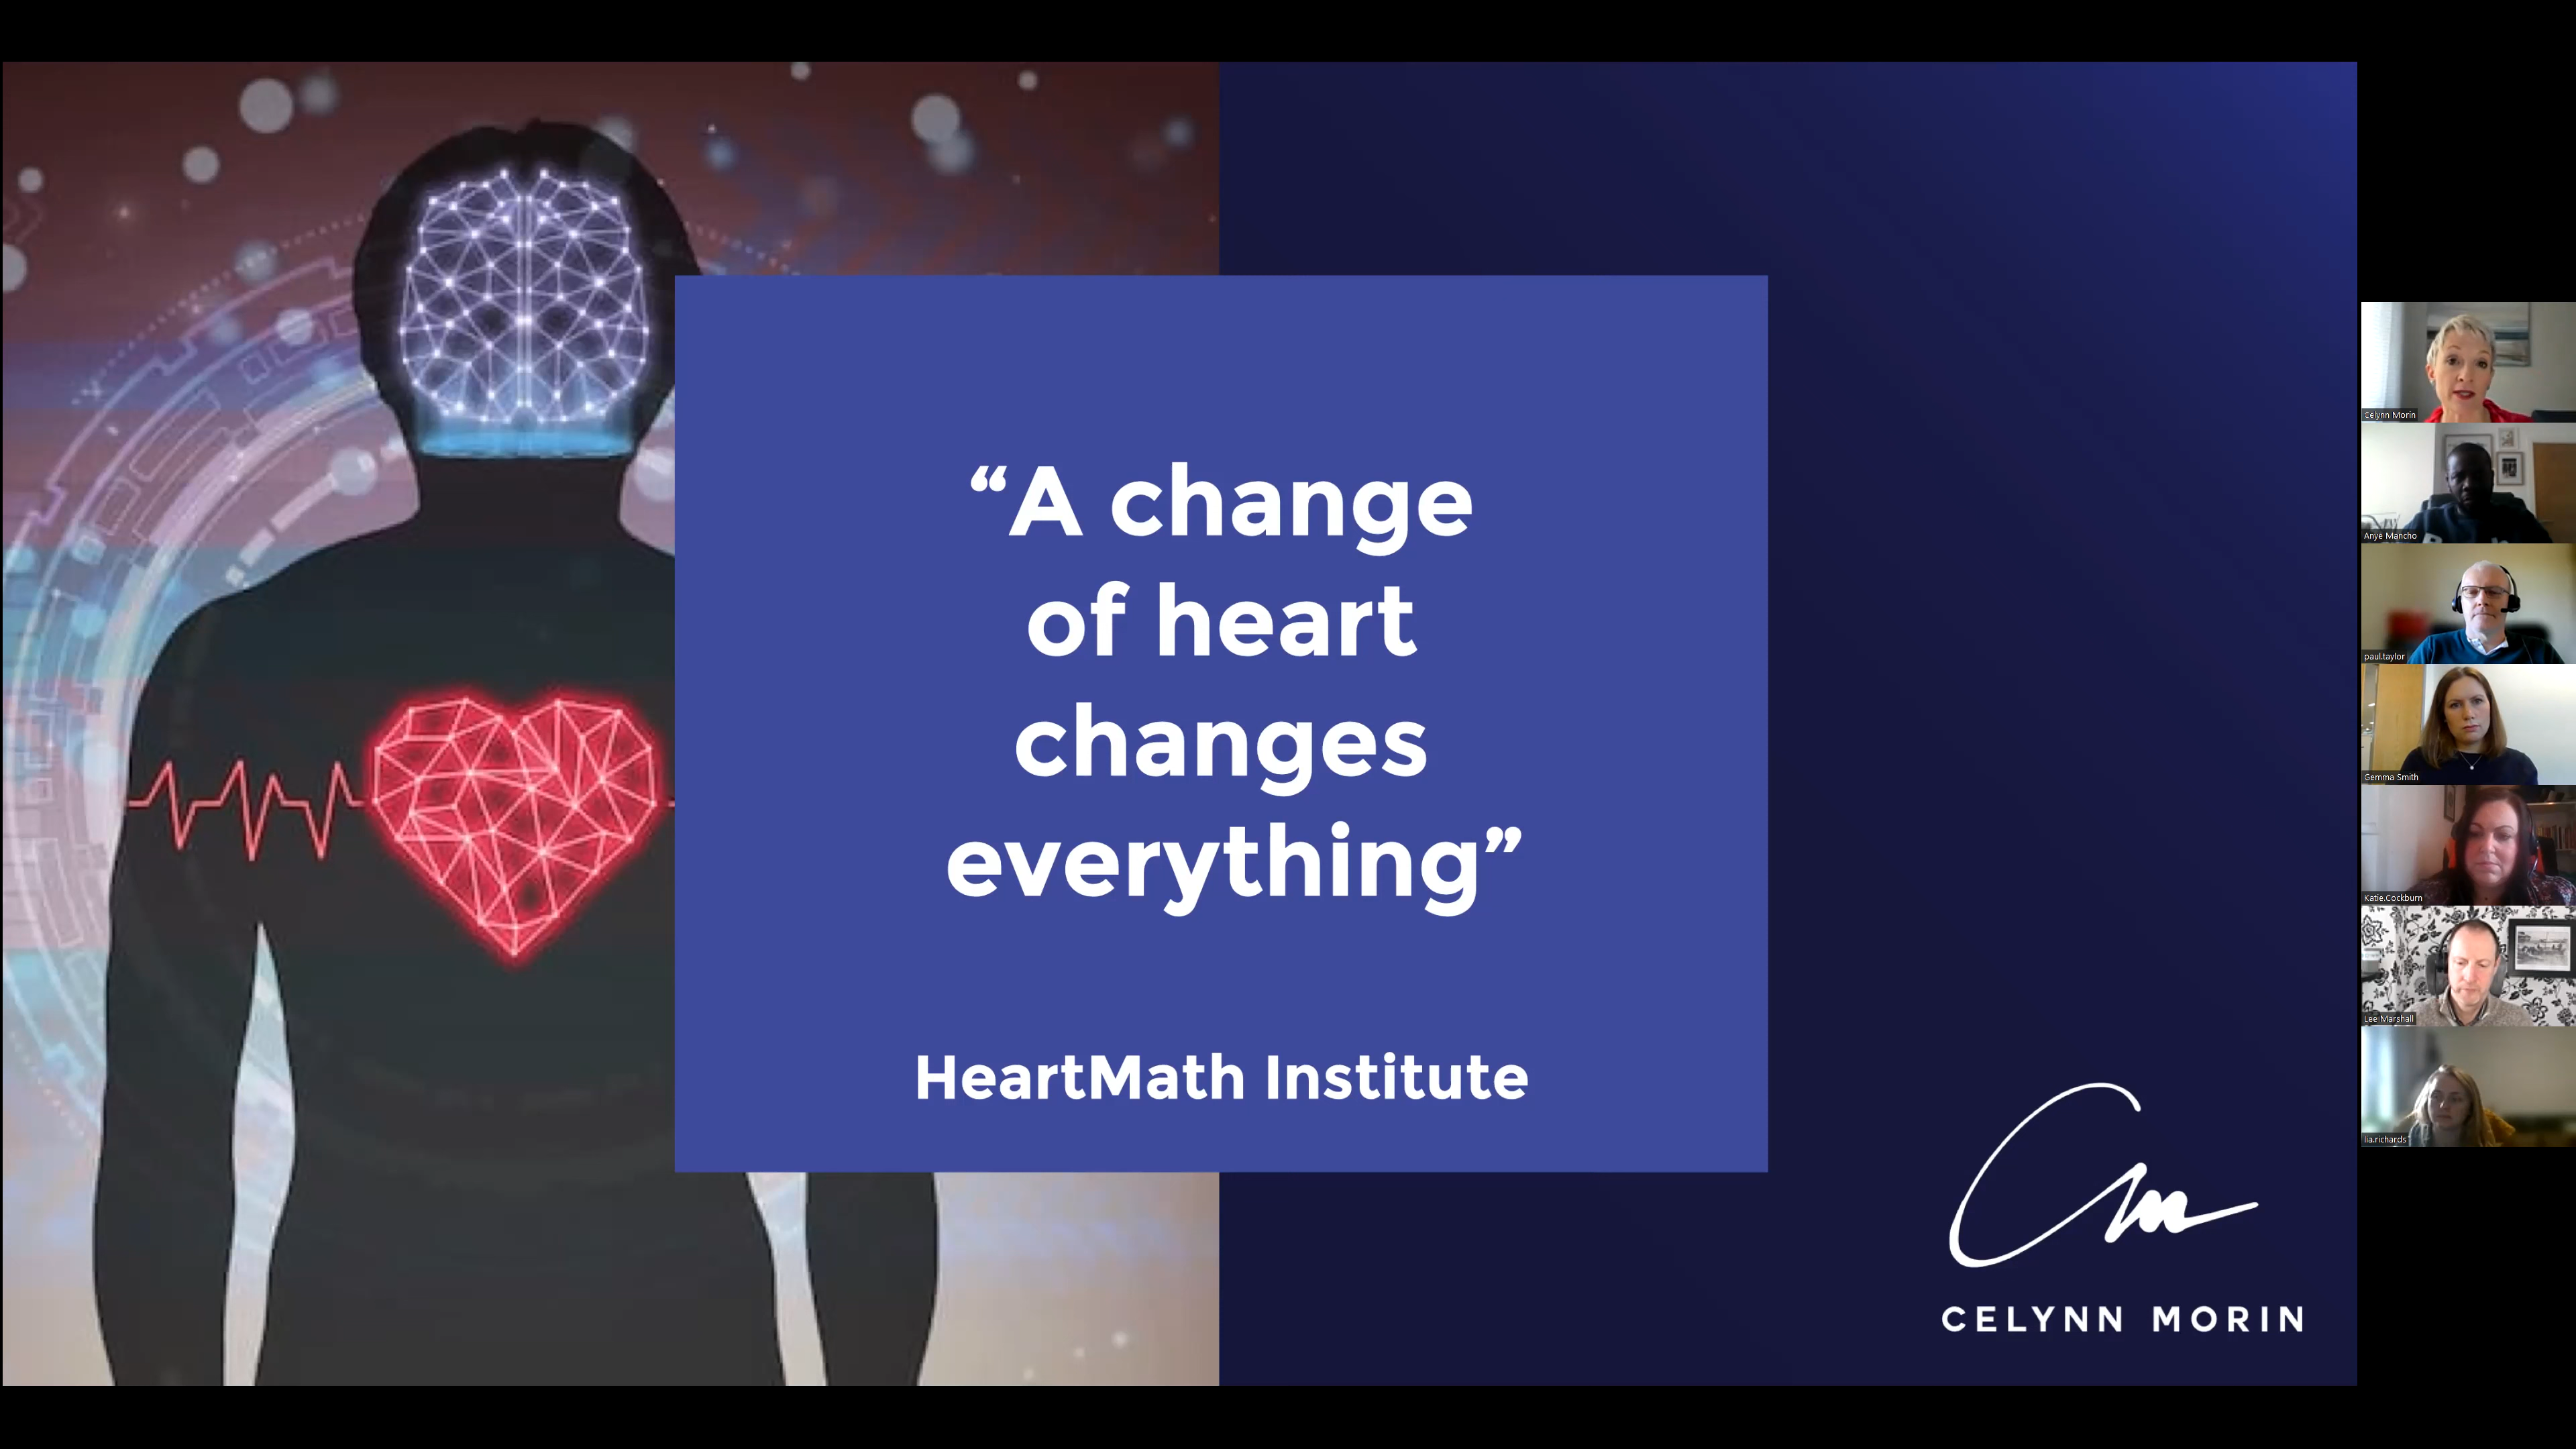 “A change
of heart
changes
everything”
HeartMath Institute
CELYNN MORIN
Celynn Morin
Anye Mancho
paul.taylor
Gemma Smith
Katie.Cockburn
Lee Marshall
lia.richards